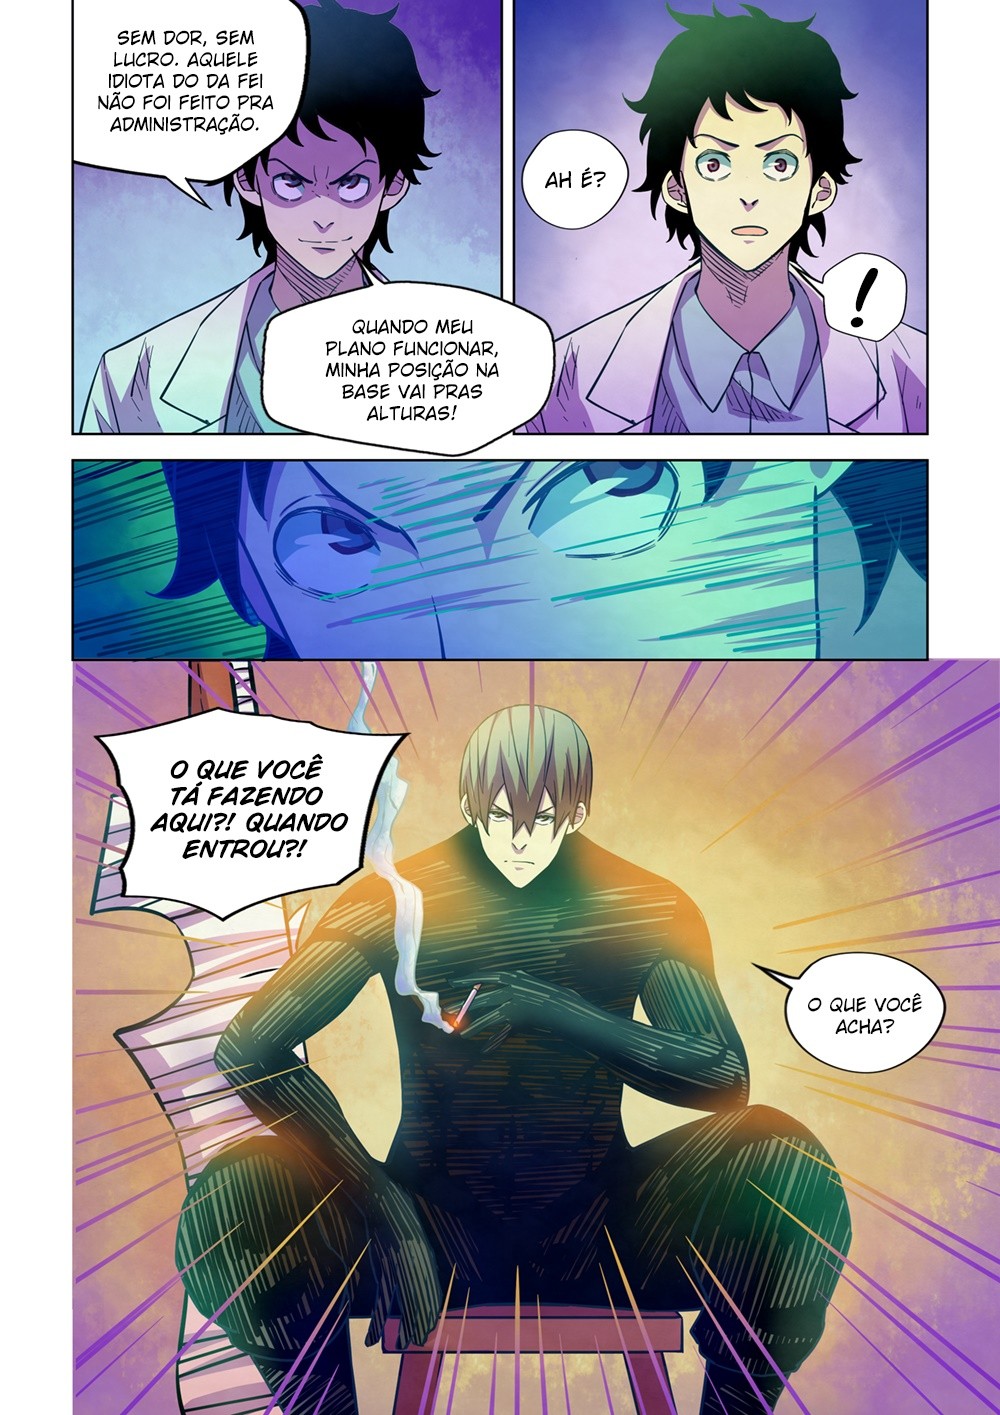 SEM DOR, SEM
LUCRO. AQUELE
IDIOTA DO DA FEI
NÃO FOI FEITO PRA
ADMINISTRAÇÃO.
QUANDO MEU
PLANO FUNCIONAR,
MINHA POSIÇÃO NA
BASE VAI PRAS
ALTURAS!
AH É?
!
O QUE VOCÊ
TÁ FAZENDO
AQUI?! QUANDO
ENTROU?!
O QUE VOCÊ
ACHA?